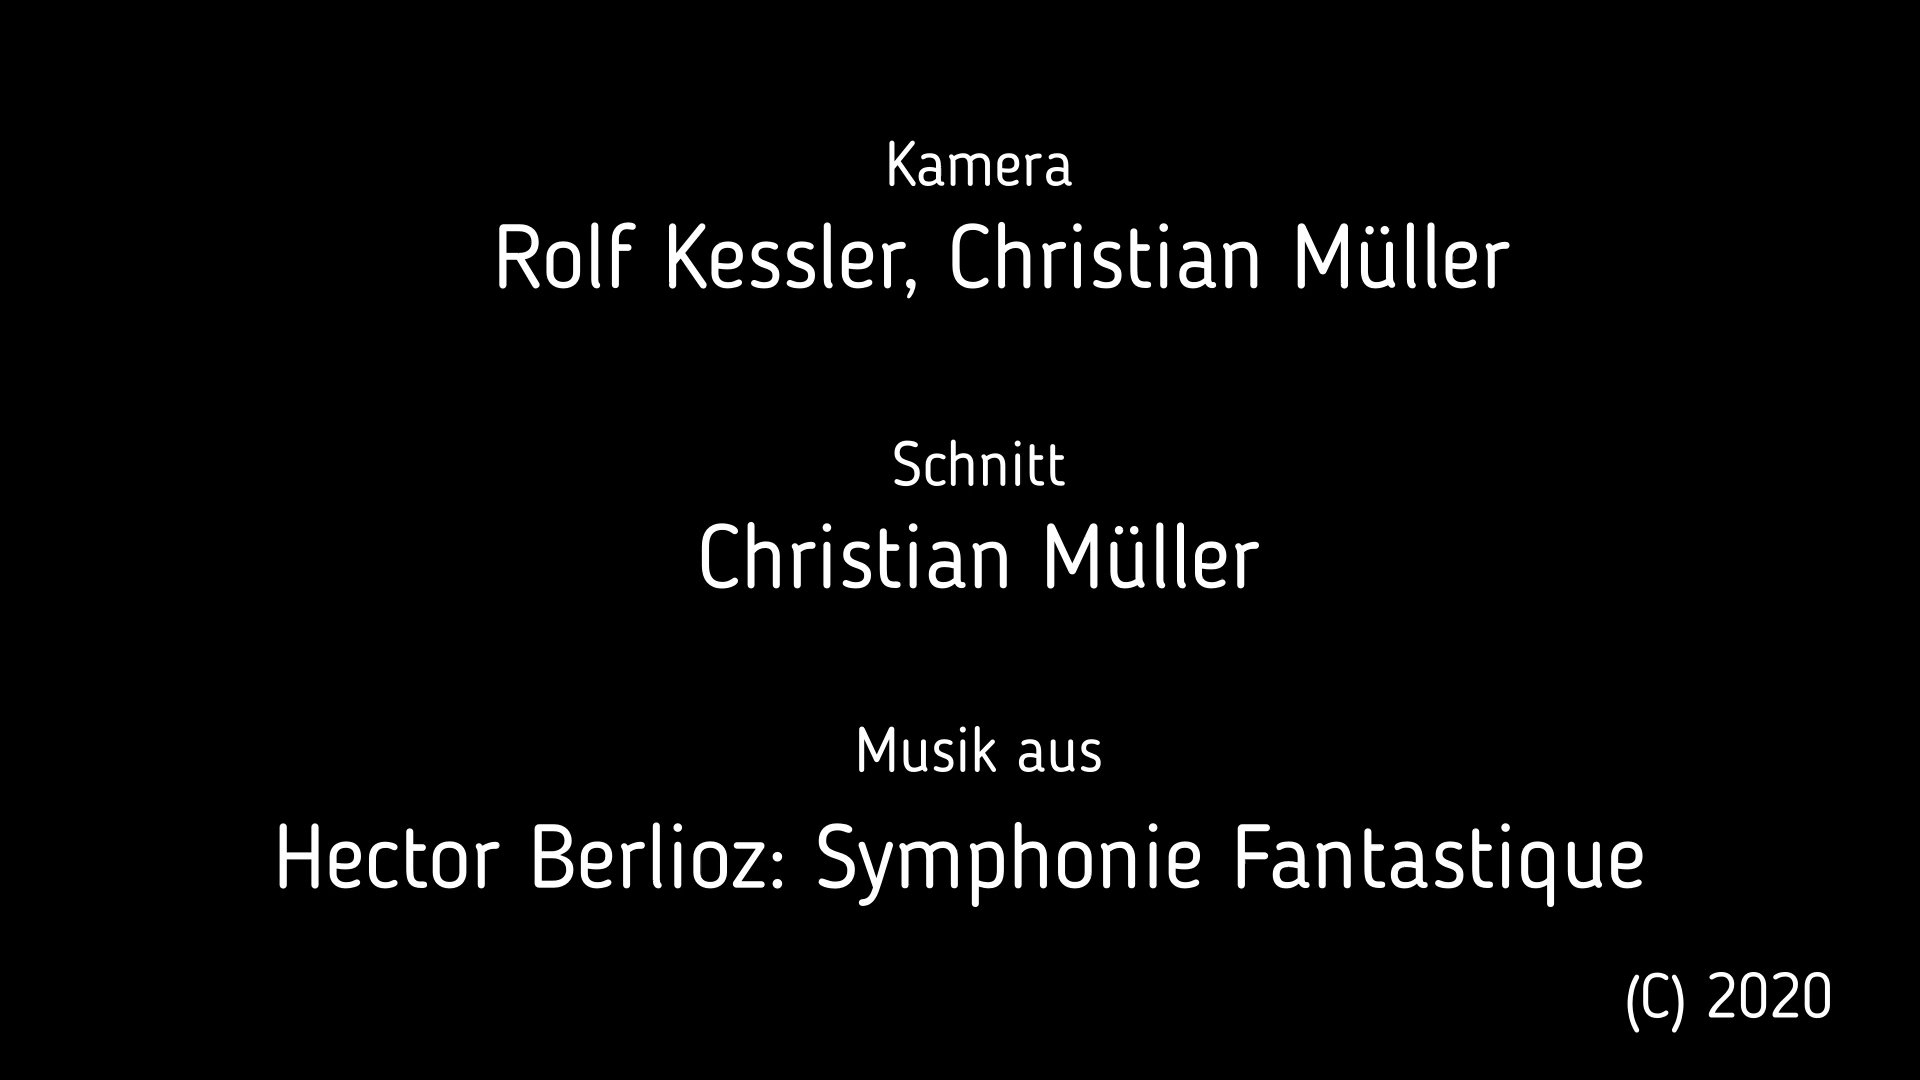 Kamera
Rolf Kessler, Christian Müller
Schnitt
Christian Müller
Musik aus
Hector Berlioz: Symphonie Fantastique
(C) 2020